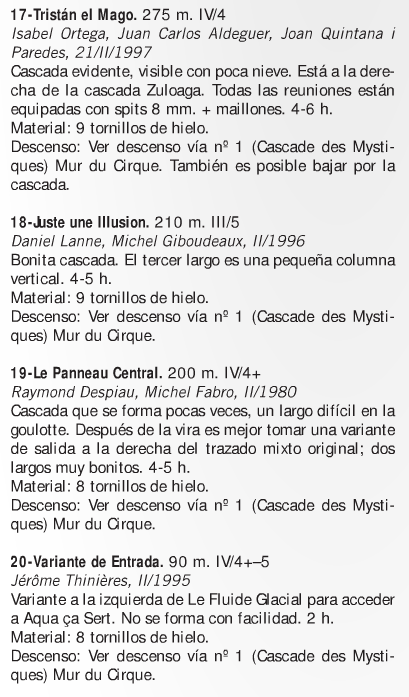 17-Tristán el Mago. 275 m. IV/4
Isabel Ortega, Juan Carlos Aldeguer, Joan Quintana i
Paredes, 21/II/1997
Cascada evidente, visible con poca nieve. Está a la dere-
cha de la cascada Zuloaga. Todas las reuniones están
equipadas con spits 8 mm. + maillones. 4-6 h.
Material: 9 tornillos de hielo.
Descenso: Ver descenso vía nº 1 (Cascade des Mysti-
ques) Mur du Cirque. También es posible bajar por la
cascada.
18-Juste une Illusion. 210 m. III/5
Daniel Lanne, Michel Giboudeaux, II/1996
Bonita cascada. El tercer largo es una pequeña columna
vertical. 4-5 h.
Material: 9 tornillos de hielo.
Descenso: Ver descenso vía nº 1 (Cascade des Mysti-
ques) Mur du Cirque.
19-Le Panneau Central. 200 m. IV/4+
Raymond Despiau, Michel Fabro, II/1980
Cascada que se forma pocas veces, un largo difícil en la
goulotte. Después de la vira es mejor tomar una variante
de salida a la derecha del trazado mixto original; dos
largos muy bonitos. 4-5 h.
Material: 8 tornillos de hielo.
Descenso: Ver descenso vía nº 1 (Cascade des Mysti-
ques) Mur du Cirque.
20-Variante de Entrada. 90 m. IV/4+–5
Jérôme Thinières, II/1995
Variante a la izquierda de Le Fluide Glacial para acceder
a Aqua ça Sert. No se forma con facilidad. 2 h.
Material: 8 tornillos de hielo.
Descenso: Ver descenso vía nº 1 (Cascade des Mysti-
ques) Mur du Cirque.